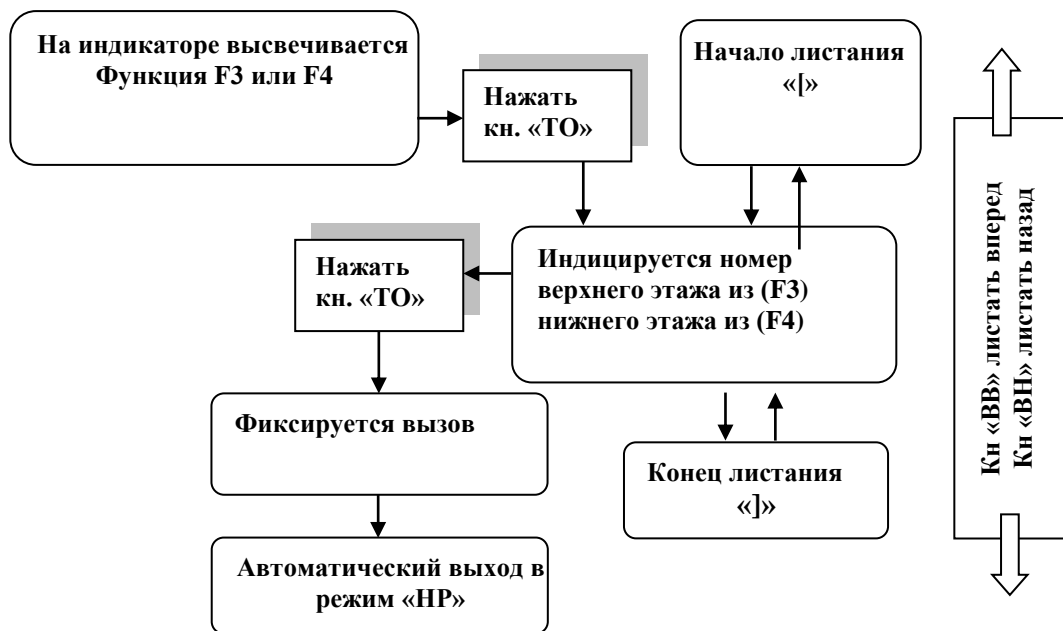 На индикаторе высвечивается
Функция F3 или F4
Нажать
кн. «ТО»
Начало листания
«[»
Нажать
кн. «ТО»
Индицируется номер
верхнего этажа из (F3)
нижнего этажа из (F4)
Фиксируется вызов
Конец листания
«]»
Автоматический выход в
режим «НР»
Кн «ВВ» листать вперед
Кн «ВН» листать назад